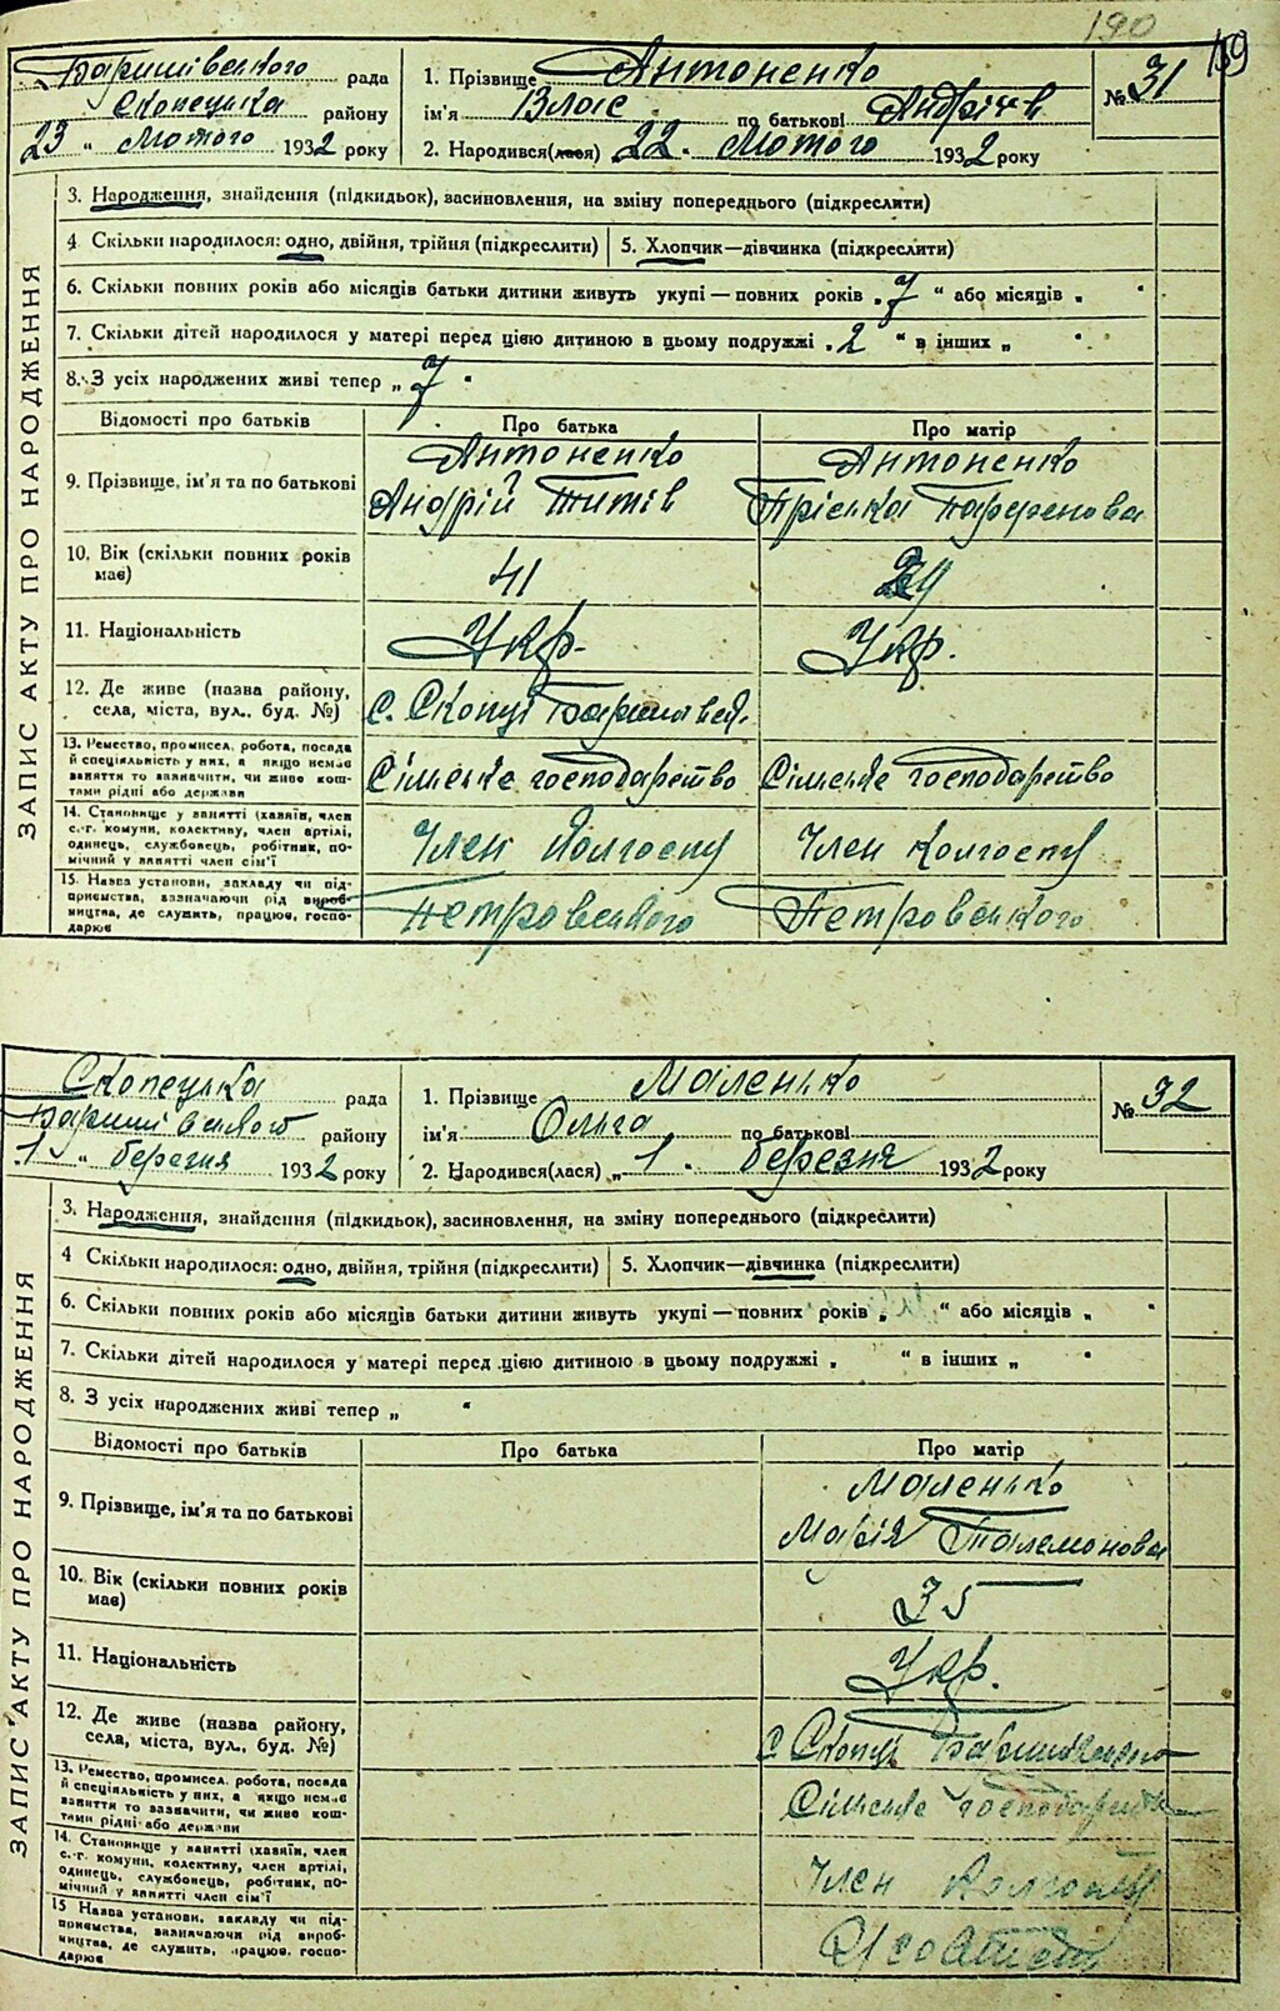 190
159
Баришівського рада
Скопецька району
23 " Лютого 1932 року
1. Прізвище Антоненко
ім'я Влас по батькові Андрієв
2. Народився(лася) 22 " Лютого 1932 року
№ 31
ЗАПИС АКТУ ПРО НАРОДЖЕННЯ
3. Народження, знайдення (підкидьок), засиновлення, на зміну попереднього (підкреслити)
4 Скільки народилося: одно, двійня, трійня (підкреслити) 5. Хлопчик—дівчинка (підкреслити)
6. Скільки повних років або місяців батьки дитини живуть укупі — повних років „ 7 “ або місяців „ “
7. Скільки дітей народилося у матері перед цією дитиною в цьому подружжі „ 2 “ в інших „ “
8. З усіх народжених живі тепер „ 7 “
Відомості про батьків Про батька Про матір
9. Прізвище, ім'я та по батькові
Антоненко Андрій Титів
Антоненко Пріська Парфенова
10. Вік (скільки повних років має) 41
11. Національність Укр. Укр.
12. Де живе (назва району, села, міста, вул., буд. №) с. Скопці
13. Ремество, промисел, робота, посада й спеціяльність у них, а якщо немає заняття то зазначити, чи живе коштами рідні або держави
Сільське господарство Сільське господарство
14. Становище у занятті (хазяїн, член с.-г. комуни, колективу, член артілі, одинець, службовець, робітник, помічний у занятті член сім'ї
Член Колгоспу Член Колгоспу
15. Назва установи, закладу чи підприємства, зазначаючи рід виробництва, де служить, працює, господарює
Петровського Петровського
Скопецька рада
Баришівського району
1 " березня 1932 року
1. Прізвище Маленько
ім'я Ольга по батькові
2. Народився(лася) „ 1 " березня 1932 року
№ 32
ЗАПИС АКТУ ПРО НАРОДЖЕННЯ
3. Народження, знайдення (підкидьок), засиновлення, на зміну попереднього (підкреслити)
4 Скільки народилося: одно, двійня, трійня (підкреслити) 5. Хлопчик—дівчинка (підкреслити)
6. Скільки повних років або місяців батьки дитини живуть укупі — повних років „ “ або місяців „ “
7. Скільки дітей народилося у матері перед цією дитиною в цьому подружжі „ “ в інших „ “
8. З усіх народжених живі тепер „ “
Відомості про батьків Про батька Про матір
9. Прізвище, ім'я та по батькові
Маленько
Марія Палемонова
10. Вік (скільки повних років має) 35
11. Національність Укр.
12. Де живе (назва району, села, міста, вул., буд. №) с. Скопці
13. Ремество, промисел, робота, посада й спеціяльність у них, а якщо немає заняття то зазначити, чи живе коштами рідні або держави
Сільське
14. Становище у занятті (хазяїн, член с.-г. комуни, колективу, член артілі, одинець, службовець, робітник, помічний у занятті член сім'ї
Член Колгоспу
15 Назва установи, закладу чи підприємства, зазначаючи рід виробництва, де служить, працює, господарює